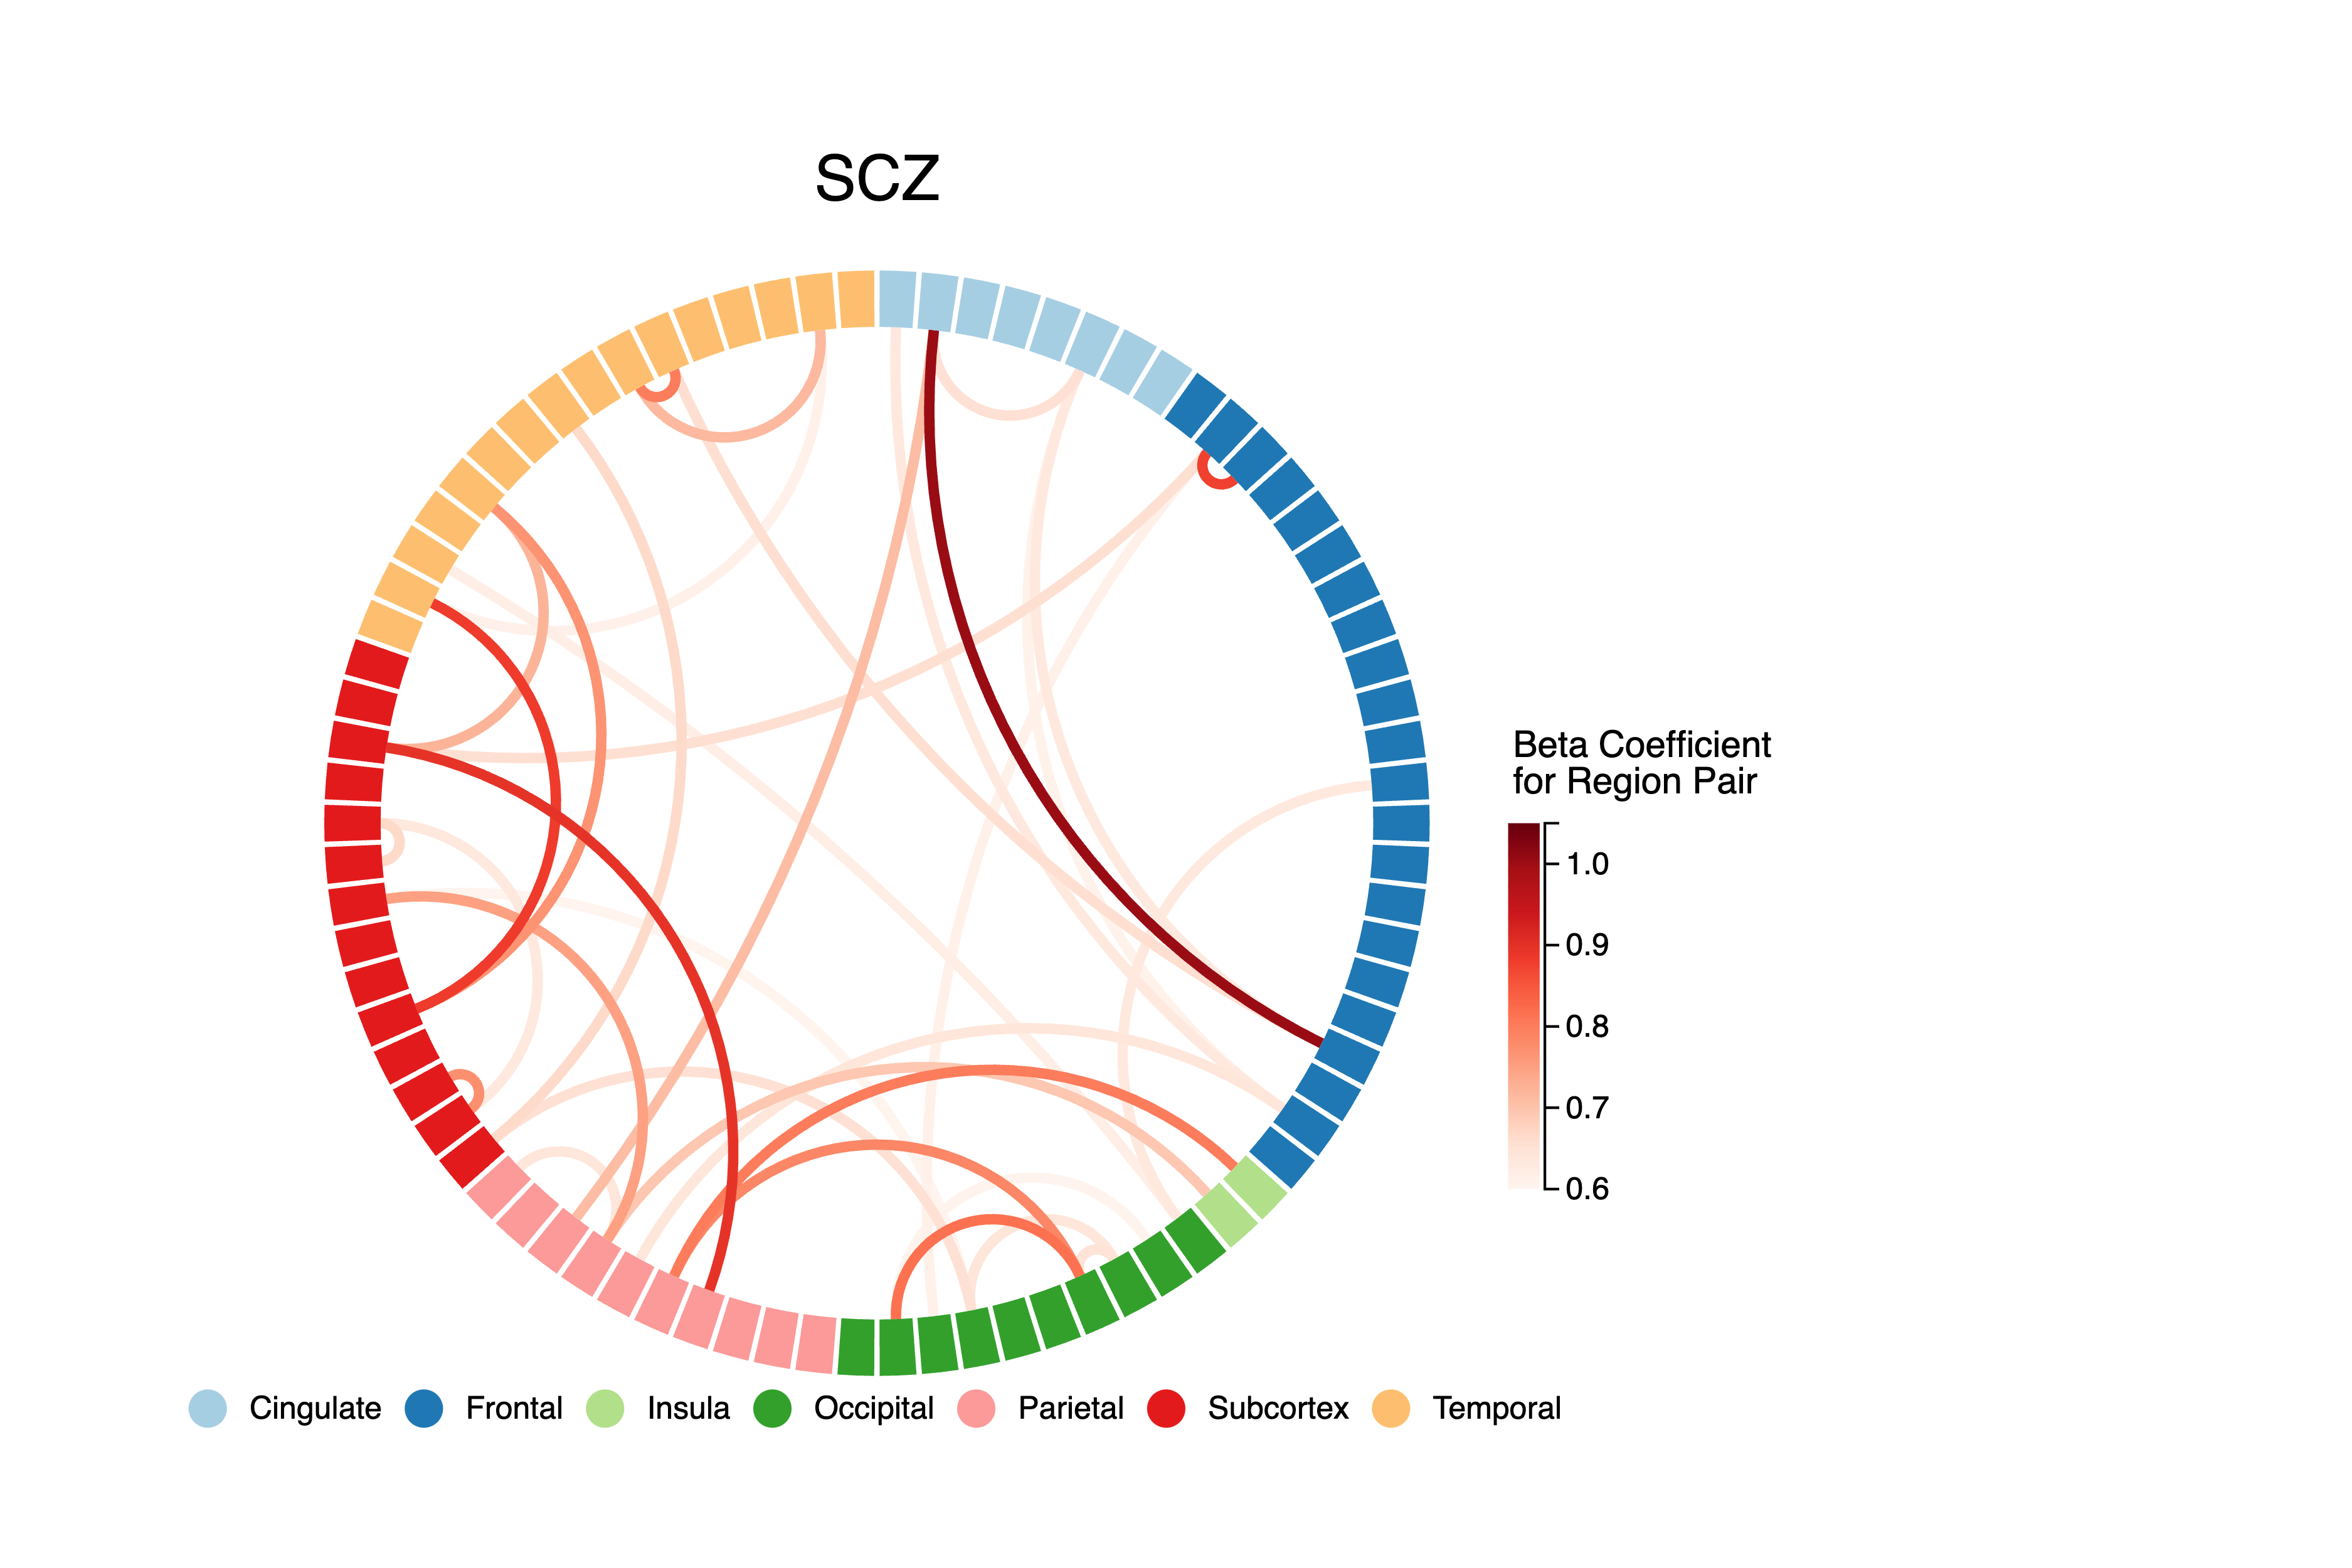 SCZ
Beta Coefficient
for Region Pair
1.0
0.9
0.8
0.7
0.6
Cingulate Frontal Insula Occipital Parietal Subcortex Temporal